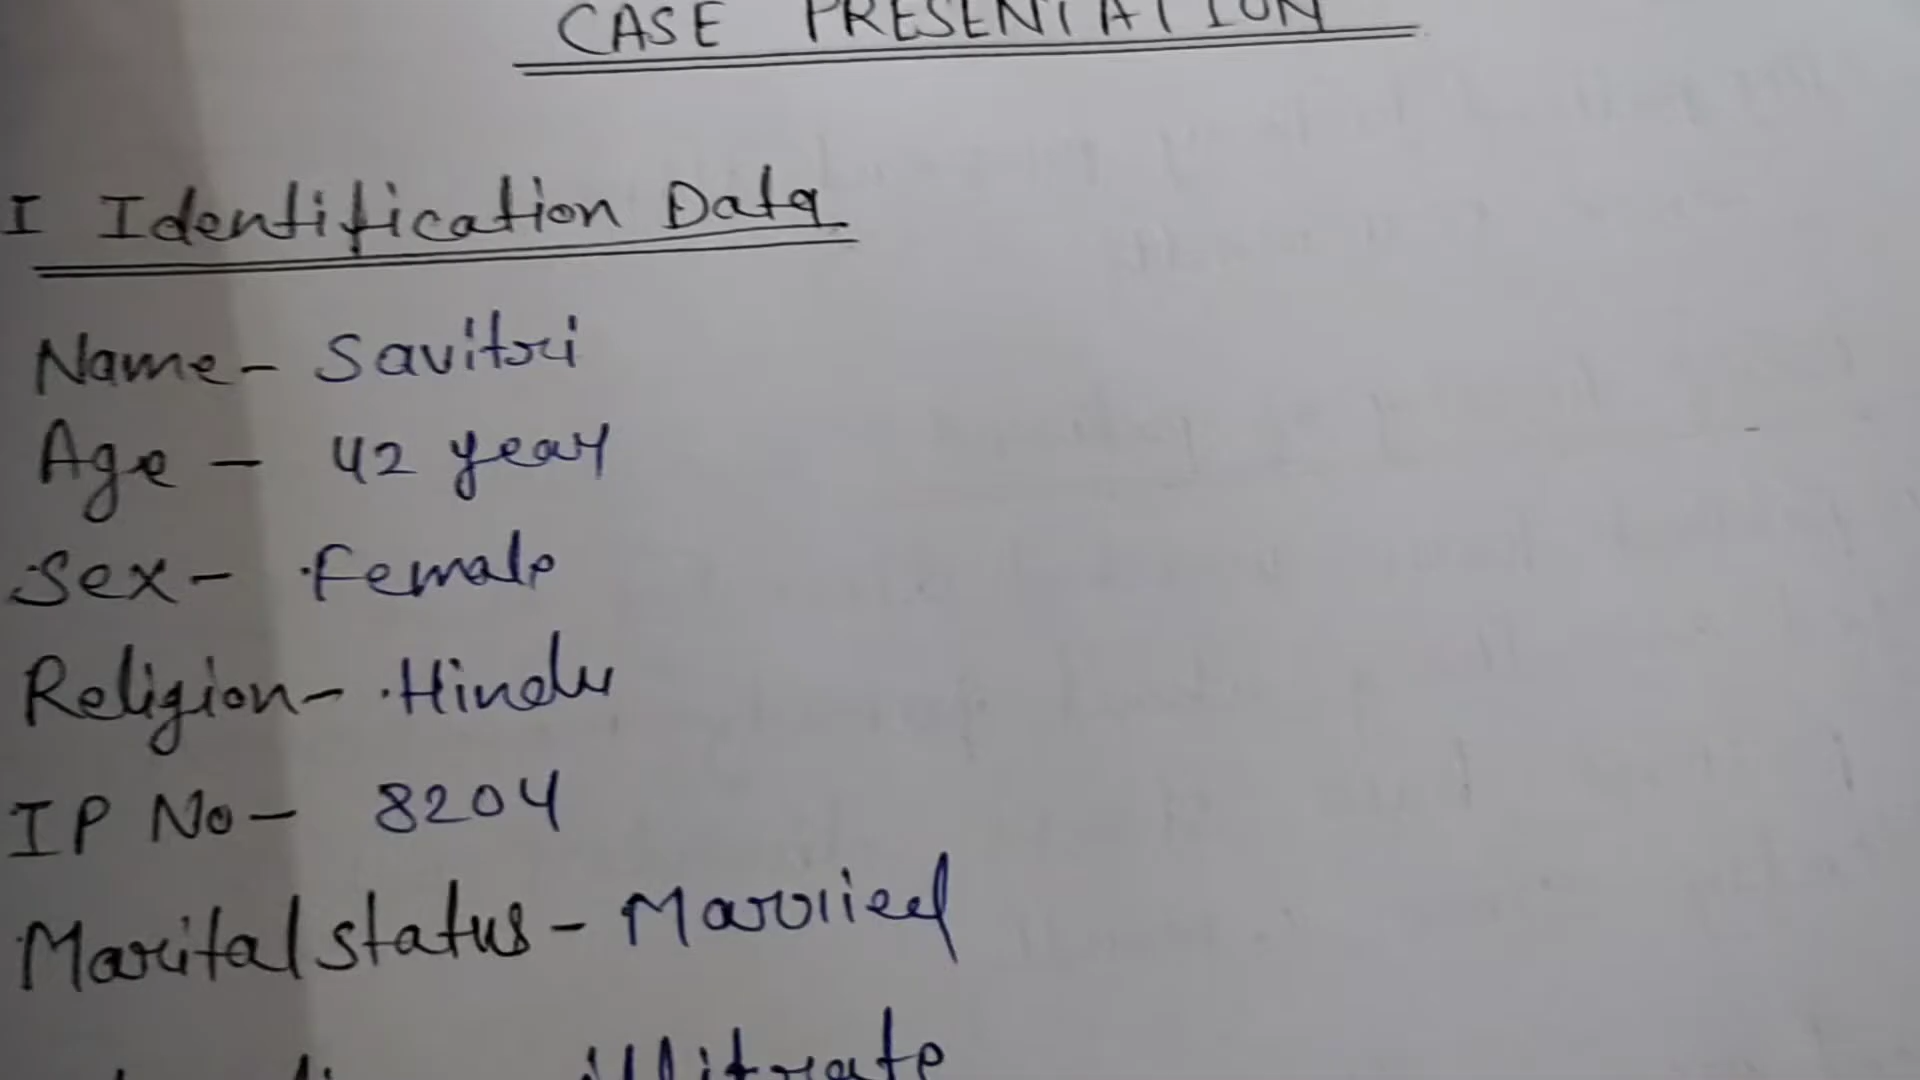 CASE PRESENTATION
I Identification Data
Name - Savitri
Age - 42 year
Sex - Female
Religion - Hindu
IP No - 8204
Marital status - Married
illitrate